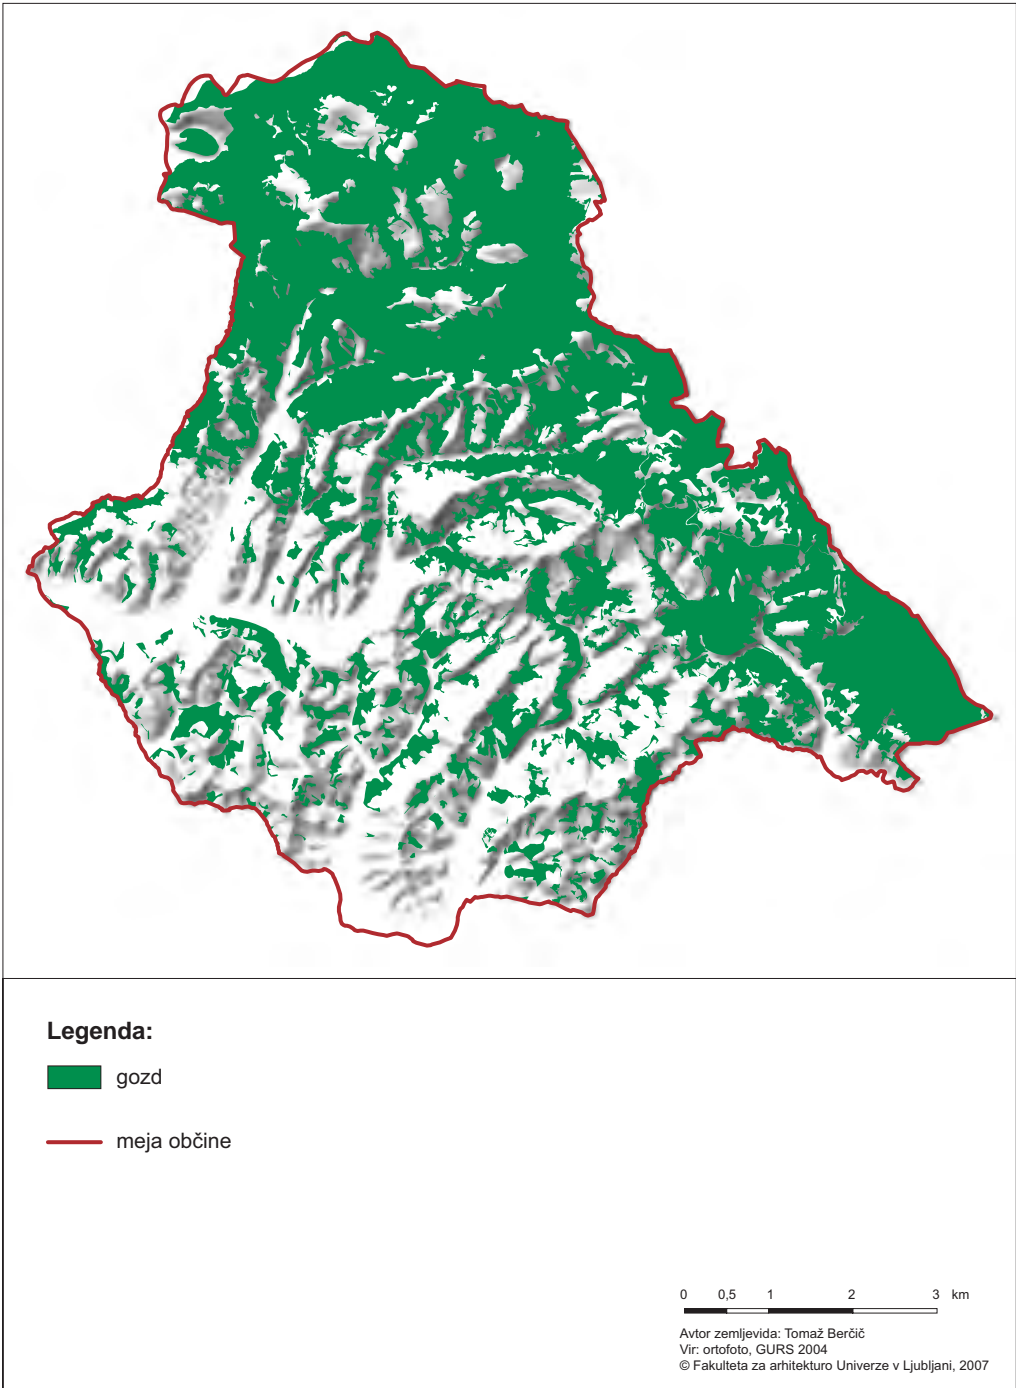 Legenda:
gozd
meja občine
0 0,5 1 2 3 km
Avtor zemljevida: Tomaž Berčič
Vir: ortofoto, GURS 2004
© Fakulteta za arhitekturo Univerze v Ljubljani, 2007